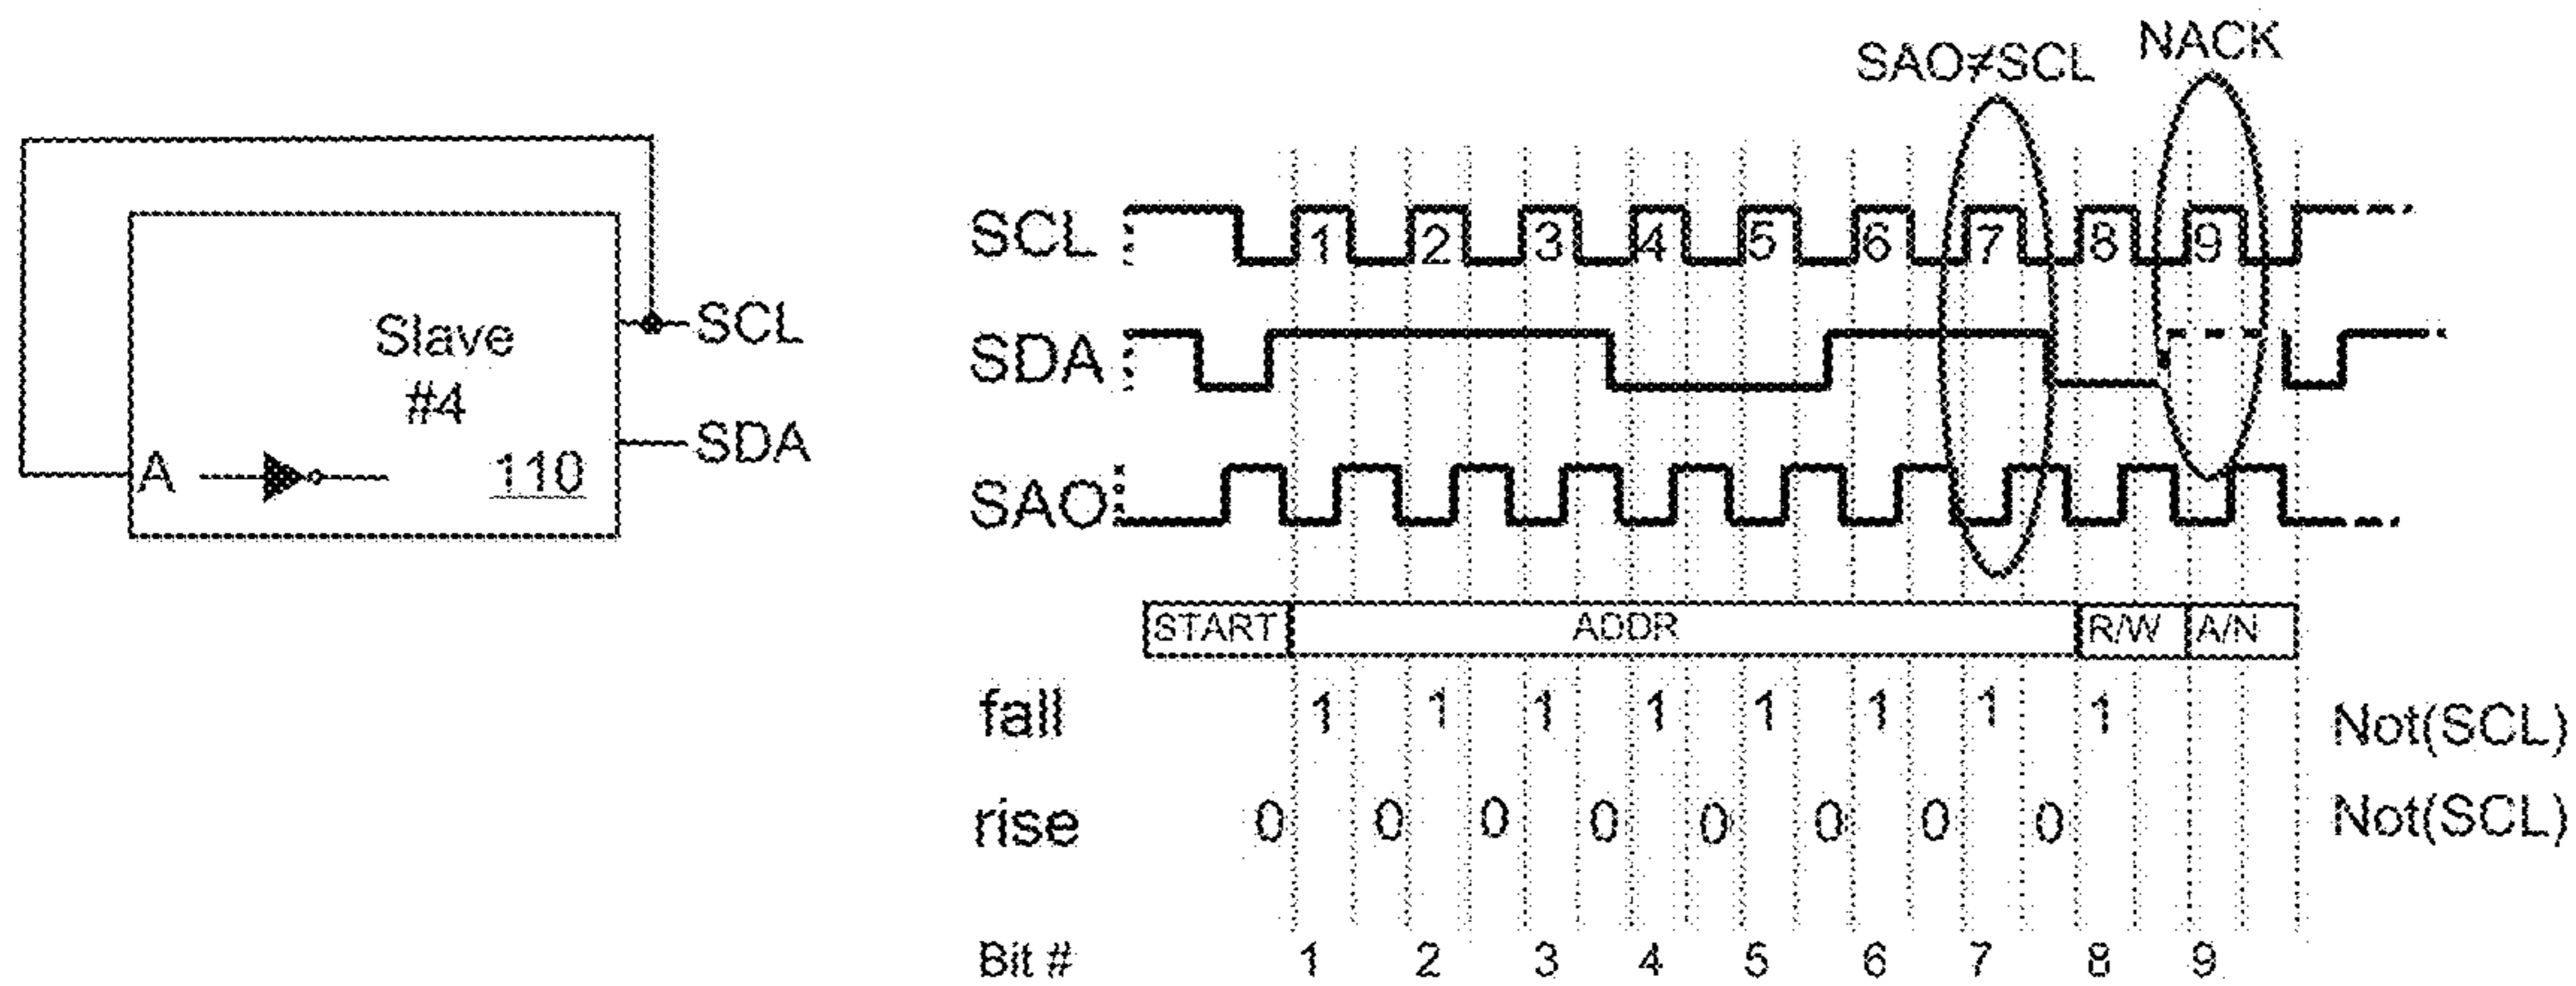 SAO≠SCL
NACK
Slave
#4
SCL
SDA
A
110
SCL 1 2 3 4 5 6 7 8 9
SDA
SAO
START ADDR R/W A/N
fall 1 1 1 1 1 1 1 1 Not(SCL)
rise 0 0 0 0 0 0 0 0 Not(SCL)
Bit # 1 2 3 4 5 6 7 8 9